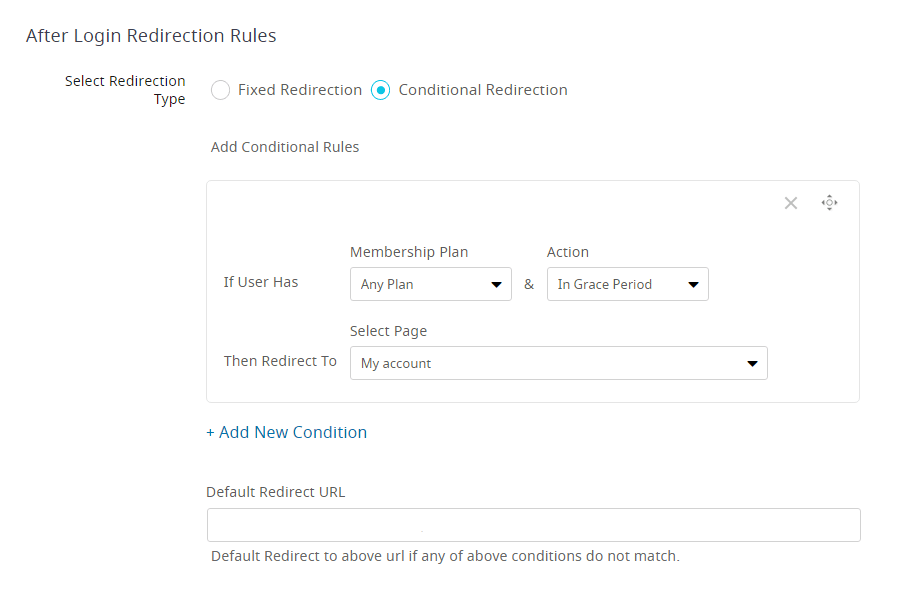 After Login Redirection Rules
Select Redirection
Type
Fixed Redirection
Conditional Redirection
Add Conditional Rules
Membership Plan
Action
If User Has
Any Plan
&
In Grace Period
Select Page
Then Redirect To
My account
+ Add New Condition
Default Redirect URL
Default Redirect to above url if any of above conditions do not match.